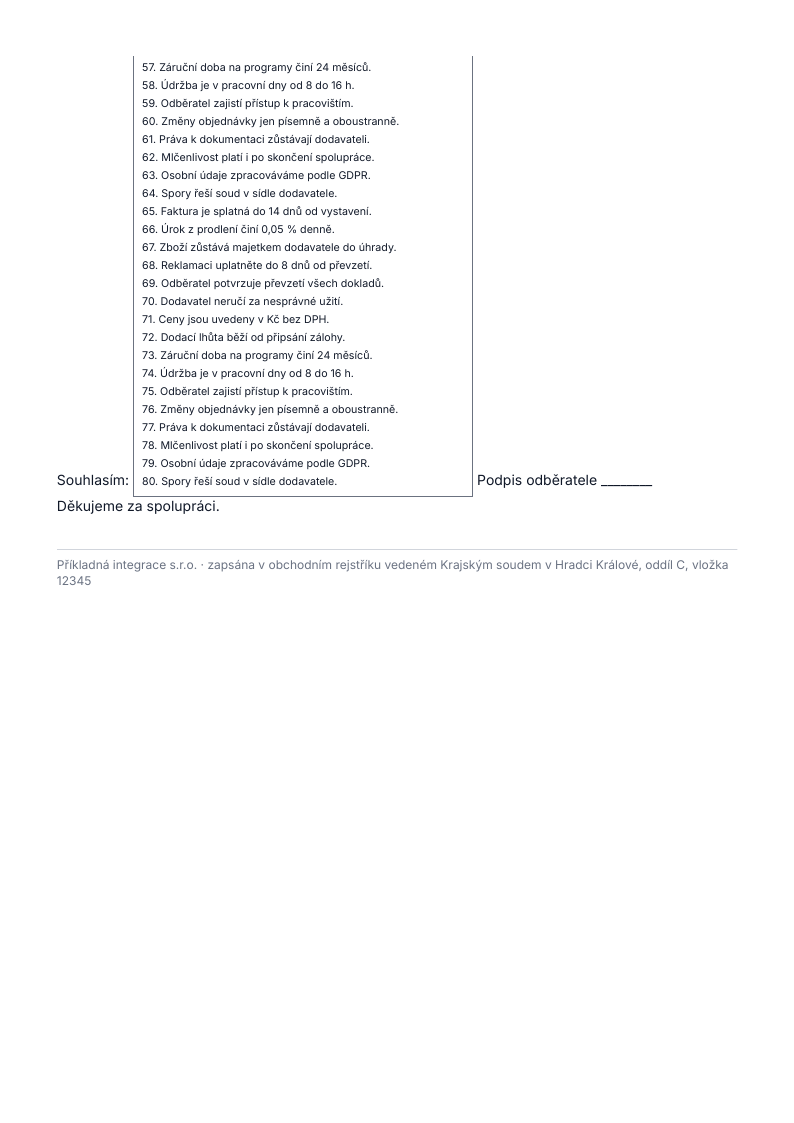 57. Záruční doba na programy činí 24 měsíců.
58. Údržba je v pracovní dny od 8 do 16 h.
59. Odběratel zajistí přístup k pracovištím.
60. Změny objednávky jen písemně a oboustranně.
61. Práva k dokumentaci zůstávají dodavateli.
62. Mlčenlivost platí i po skončení spolupráce.
63. Osobní údaje zpracováváme podle GDPR.
64. Spory řeší soud v sídle dodavatele.
65. Faktura je splatná do 14 dnů od vystavení.
66. Úrok z prodlení činí 0,05 % denně.
67. Zboží zůstává majetkem dodavatele do úhrady.
68. Reklamaci uplatněte do 8 dnů od převzetí.
69. Odběratel potvrzuje převzetí všech dokladů.
70. Dodavatel neručí za nesprávné užití.
71. Ceny jsou uvedeny v Kč bez DPH.
72. Dodací lhůta běží od připsání zálohy.
73. Záruční doba na programy činí 24 měsíců.
74. Údržba je v pracovní dny od 8 do 16 h.
75. Odběratel zajistí přístup k pracovištím.
76. Změny objednávky jen písemně a oboustranně.
77. Práva k dokumentaci zůstávají dodavateli.
78. Mlčenlivost platí i po skončení spolupráce.
79. Osobní údaje zpracováváme podle GDPR.
Souhlasím: 80. Spory řeší soud v sídle dodavatele. Podpis odběratele ________
Děkujeme za spolupráci.
Příkladná integrace s.r.o. · zapsána v obchodním rejstříku vedeném Krajským soudem v Hradci Králové, oddíl C, vložka
12345